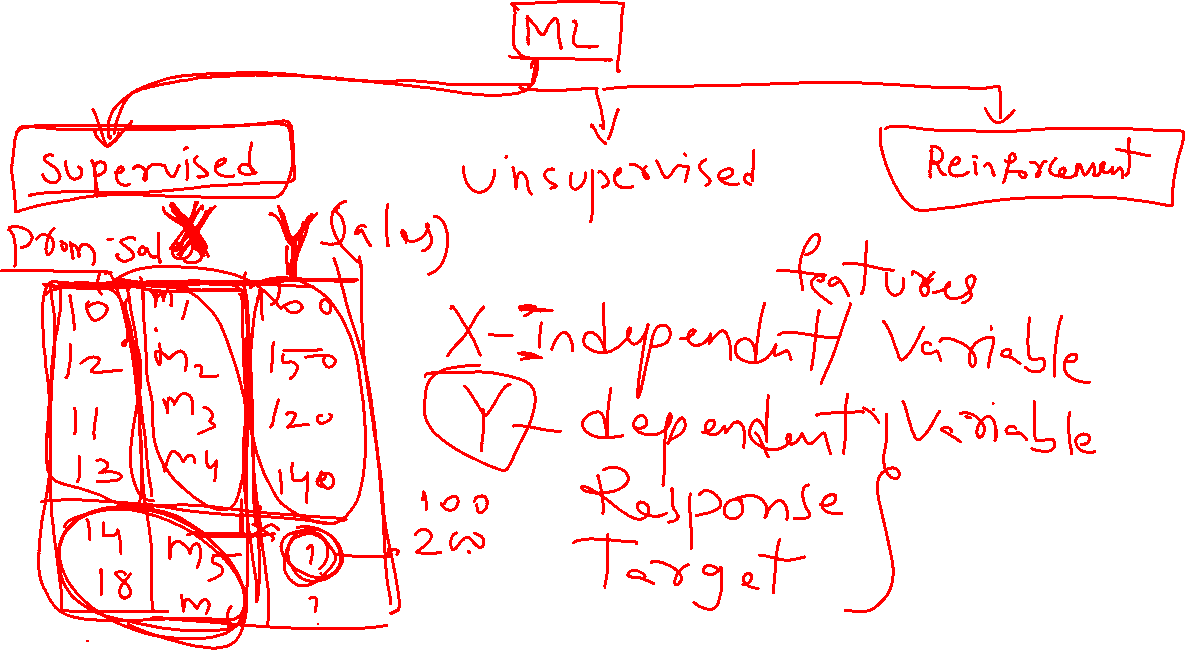 ML
Supervised Unsupervised Reinforcement
Prom-sal X Y (Sales)
10 m1 100
12 m2 150
11 m3 120
13 m4 140
14 m5 ?
18 m ?
100
200
features
X-Independent/ Variable
Y - dependent, Variable
Response
Target